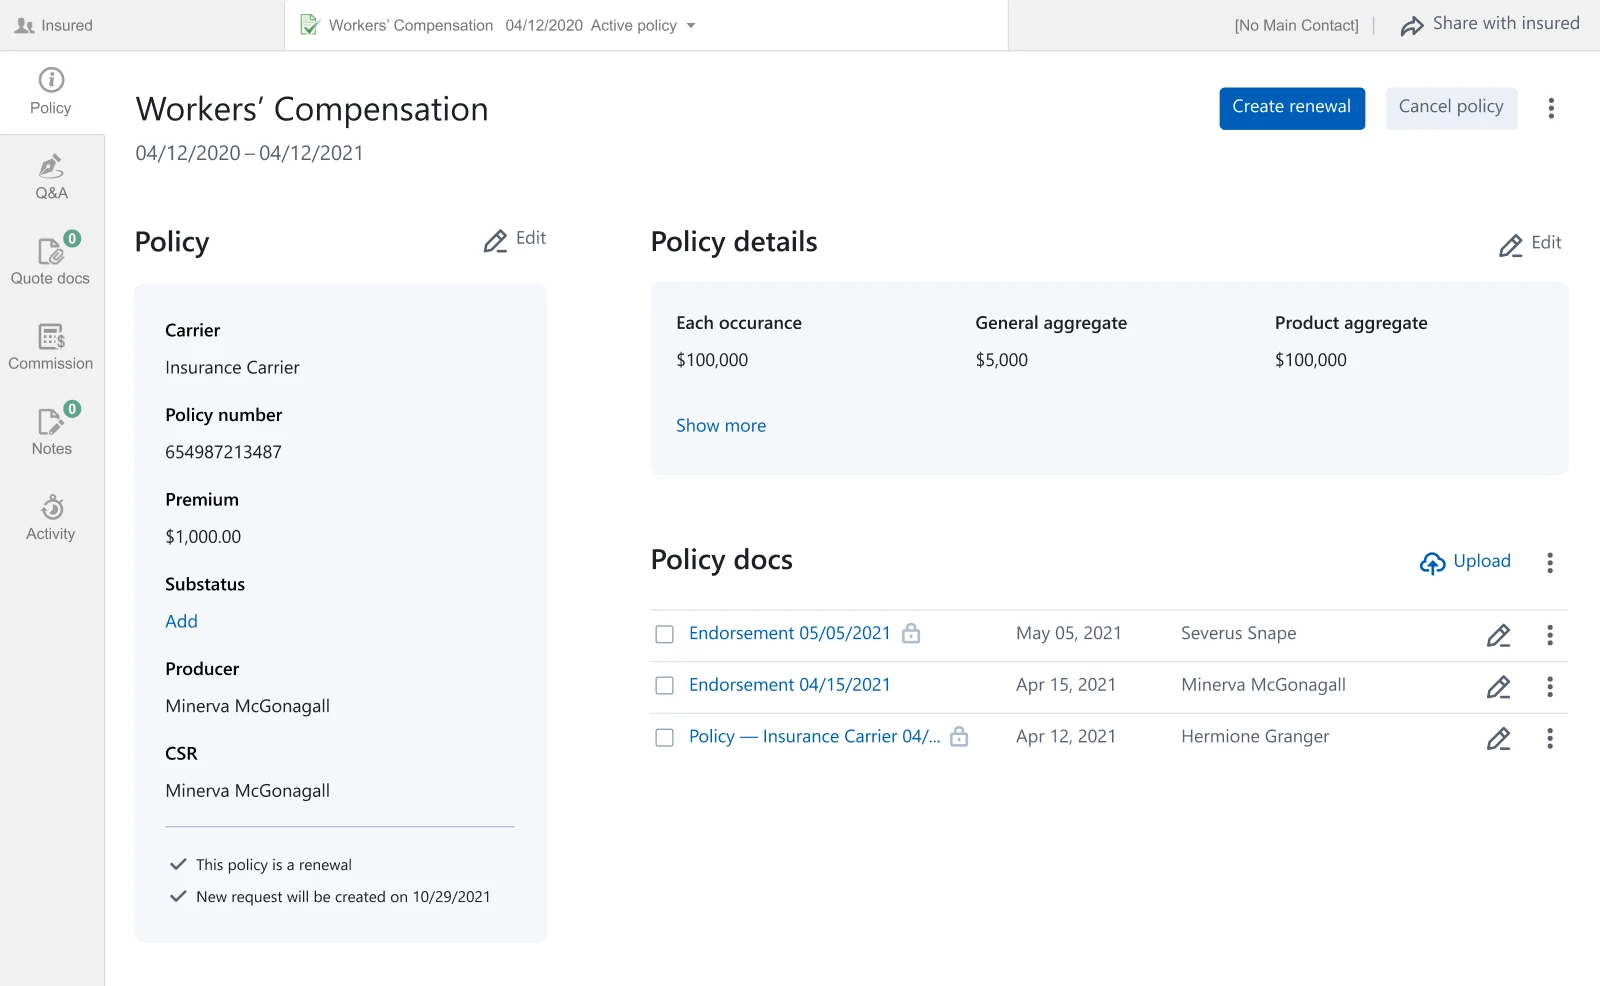 Insured
Workers’ Compensation 04/12/2020 Active policy
[No Main Contact]
Share with insured
Policy
Q&A
0
Quote docs
Commission
0
Notes
Activity
Workers’ Compensation
04/12/2020 – 04/12/2021
Create renewal
Cancel policy
Policy
Edit
Carrier
Insurance Carrier
Policy number
654987213487
Premium
$1,000.00
Substatus
Add
Producer
Minerva McGonagall
CSR
Minerva McGonagall
This policy is a renewal
New request will be created on 10/29/2021
Policy details
Edit
Each occurance General aggregate Product aggregate
$100,000 $5,000 $100,000
Show more
Policy docs
Upload
Endorsement 05/05/2021 May 05, 2021 Severus Snape
Endorsement 04/15/2021 Apr 15, 2021 Minerva McGonagall
Policy — Insurance Carrier 04/... Apr 12, 2021 Hermione Granger